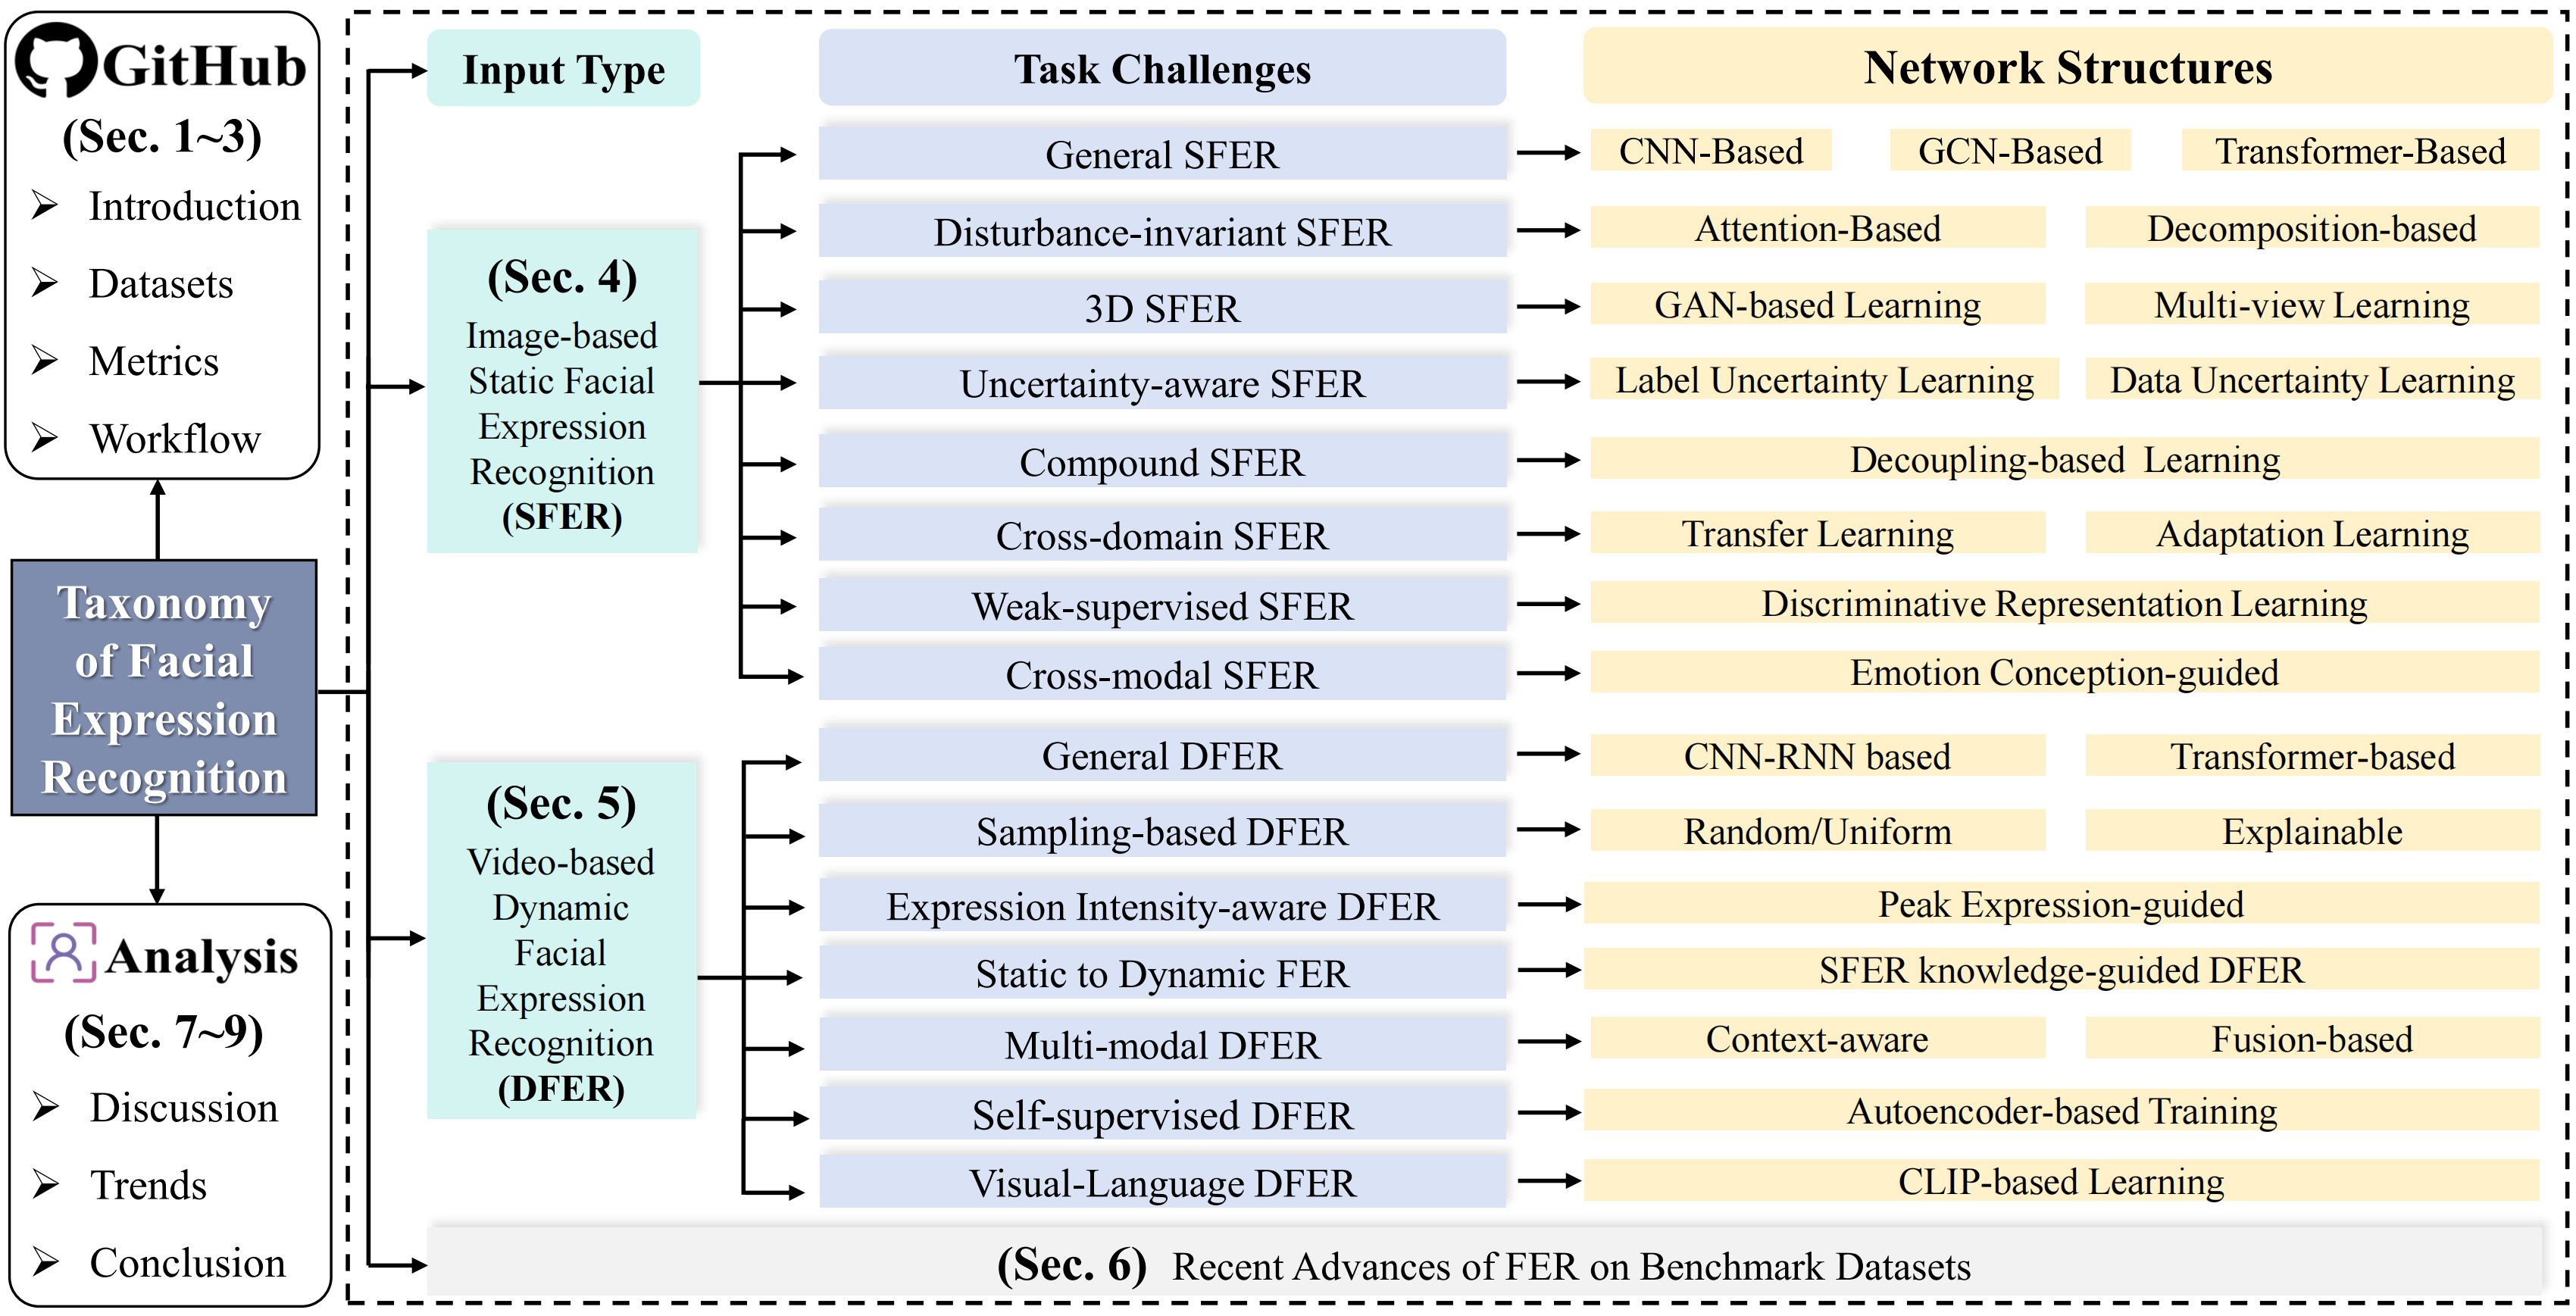 GitHub
(Sec. 1~3)
Introduction
Datasets
Metrics
Workflow
Taxonomy
of Facial
Expression
Recognition
Analysis
(Sec. 7~9)
Discussion
Trends
Conclusion
Input Type
Task Challenges
Network Structures
(Sec. 4)
Image-based
Static Facial
Expression
Recognition
(SFER)
General SFER
CNN-Based
GCN-Based
Transformer-Based
Disturbance-invariant SFER
Attention-Based
Decomposition-based
3D SFER
GAN-based Learning
Multi-view Learning
Uncertainty-aware SFER
Label Uncertainty Learning
Data Uncertainty Learning
Compound SFER
Decoupling-based Learning
Cross-domain SFER
Transfer Learning
Adaptation Learning
Weak-supervised SFER
Discriminative Representation Learning
Cross-modal SFER
Emotion Conception-guided
(Sec. 5)
Video-based
Dynamic
Facial
Expression
Recognition
(DFER)
General DFER
CNN-RNN based
Transformer-based
Sampling-based DFER
Random/Uniform
Explainable
Expression Intensity-aware DFER
Peak Expression-guided
Static to Dynamic FER
SFER knowledge-guided DFER
Multi-modal DFER
Context-aware
Fusion-based
Self-supervised DFER
Autoencoder-based Training
Visual-Language DFER
CLIP-based Learning
(Sec. 6) Recent Advances of FER on Benchmark Datasets